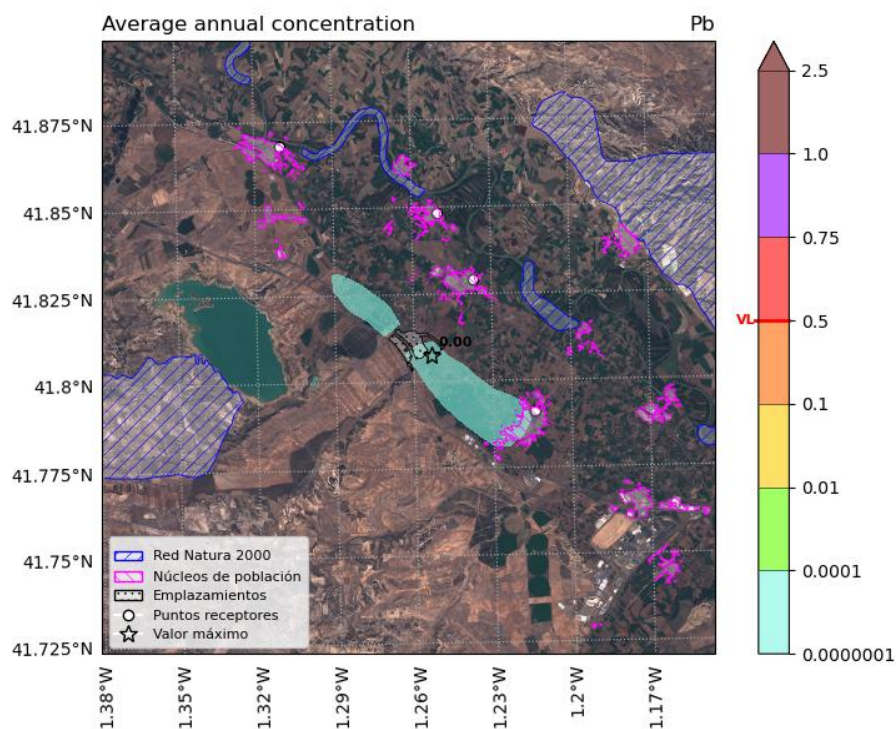 Average annual concentration Pb
41.875°N
41.85°N
41.825°N
41.8°N
41.775°N
41.75°N
41.725°N
0.00
Red Natura 2000
Núcleos de población
Emplazamientos
Puntos receptores
Valor máximo
1.38°W
1.35°W
1.32°W
1.29°W
1.26°W
1.23°W
1.2°W
1.17°W
2.5
1.0
0.75
VL
0.5
0.1
0.01
0.0001
0.0000001